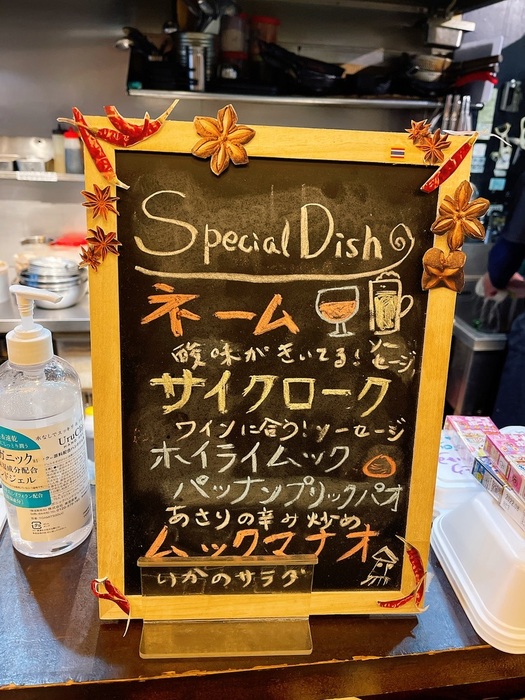 Special Dish
ネーム
酸味がきいてる!ソーセージ
サイクローク
ワインに合う!ソーセージ
ホイライムック
パッナンプリックパオ
あさりの辛み炒め
ムックマナオ
いかのサラダ